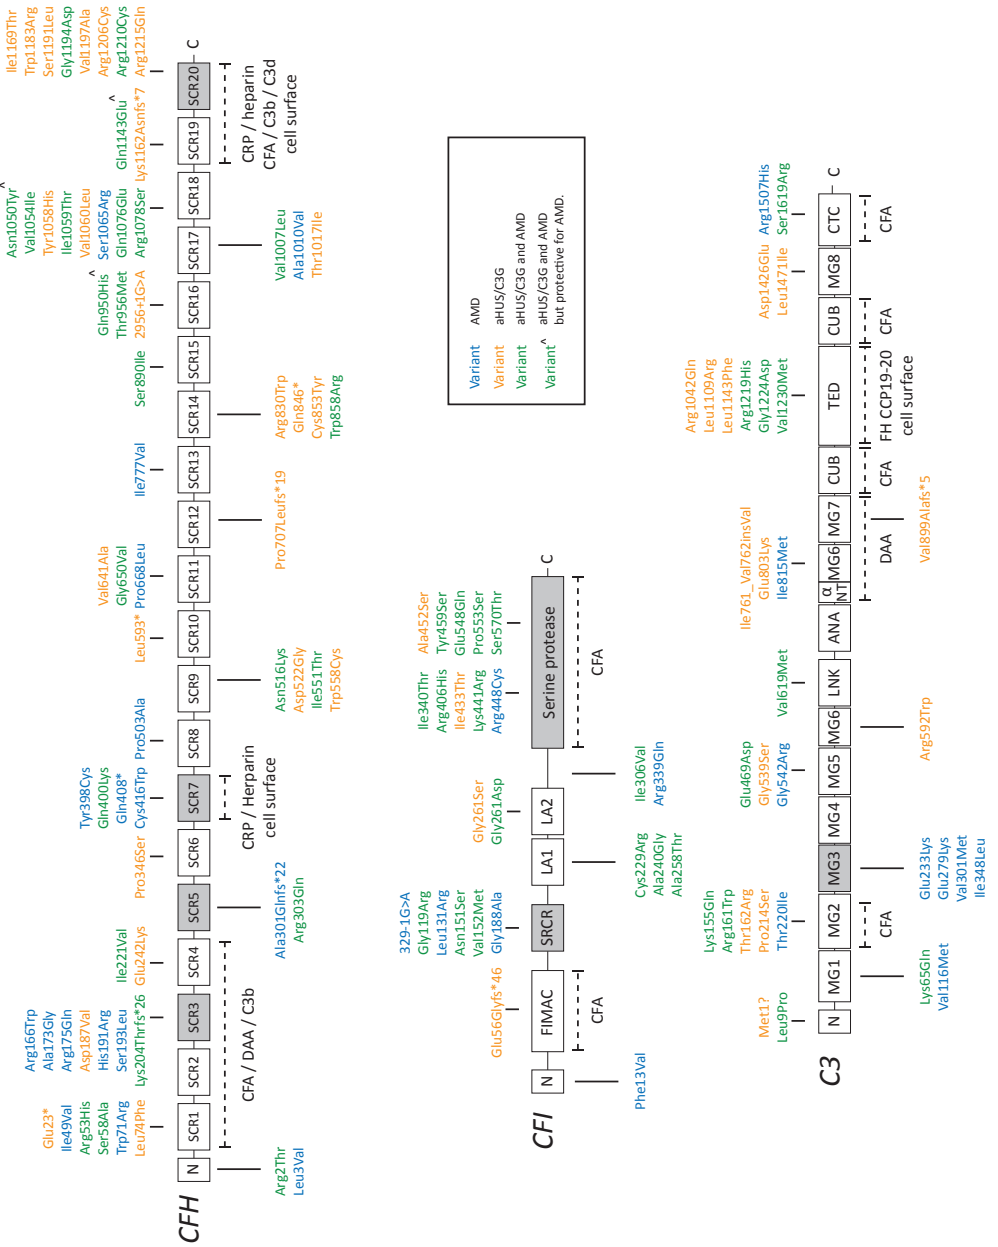 CFH
Glu23*
Ile49Val
Arg53His
Ser58Ala
Trp71Arg
Leu74Phe
Arg166Trp
Ala173Gly
Arg175Gln
Asp187Val
His191Arg
Ser193Leu
Lys204Thrfs*26
Ile221Val
Glu242Lys
Pro346Ser
Tyr398Cys
Gln400Lys
Gln408*
Cys416Trp
Pro503Ala
Leu593*
Val641Ala
Gly650Val
Pro668Leu
Ile777Val
Ser890Ile
Gln950His^
Thr956Met
2956+1G>A
Asn1050Tyr^
Val1054Ile
Tyr1058His
Ile1059Thr
Val1060Leu
Ser1065Arg
Gln1076Glu
Arg1078Ser
Gln1143Glu^
Lys1162Asnfs*7
Ile1169Thr
Trp1183Arg
Ser1191Leu
Gly1194Asp
Val1197Ala
Arg1206Cys
Arg1210Cys
Arg1215Gln
N SCR1 SCR2 SCR3 SCR4 SCR5 SCR6 SCR7 SCR8 SCR9 SCR10 SCR11 SCR12 SCR13 SCR14 SCR15 SCR16 SCR17 SCR18 SCR19 SCR20 C
CFA / DAA / C3b
CRP / Herparin
cell surface
CRP / heparin
CFA / C3b / C3d
cell surface
Arg2Thr
Leu3Val
Ala301Glnfs*22
Arg303Gln
Asn516Lys
Asp522Gly
Ile551Thr
Trp558Cys
Pro707Leufs*19
Arg830Trp
Gln846*
Cys853Tyr
Trp858Arg
Val1007Leu
Ala1010Val
Thr1017Ile
CFI
Glu56Glyfs*46
329-1G>A
Gly119Arg
Leu131Arg
Asn151Ser
Val152Met
Gly188Ala
Gly261Ser
Gly261Asp
Ile340Thr
Arg406His
Ile433Thr
Lys441Arg
Arg448Cys
Ala452Ser
Tyr459Ser
Glu548Gln
Pro553Ser
Ser570Thr
N FIMAC SRCR LA1 LA2 Serine protease C
CFA
CFA
Phe13Val
Cys229Arg
Ala240Gly
Ala258Thr
Ile306Val
Arg339Gln
Variant AMD
Variant aHUS/C3G
Variant aHUS/C3G and AMD
Variant^ aHUS/C3G and AMD
but protective for AMD.
C3
Met1?
Leu9Pro
Lys155Gln
Arg161Trp
Thr162Arg
Pro214Ser
Thr220Ile
Glu469Asp
Gly539Ser
Gly542Arg
Val619Met
Ile761_Val762insVal
Glu803Lys
Ile815Met
Arg1042Gln
Leu1109Arg
Leu1143Phe
Arg1219His
Gly1224Asp
Val1230Met
Asp1426Glu
Leu1471Ile
Arg1507His
Ser1619Arg
N MG1 MG2 MG3 MG4 MG5 MG6 LNK ANA α NT MG6 MG7 CUB TED CUB MG8 CTC C
CFA
DAA
CFA
FH CCP19-20
cell surface
CFA
CFA
Lys65Gln
Val116Met
Glu233Lys
Glu279Lys
Val301Met
Ile348Leu
Arg592Trp
Val899Alafs*5